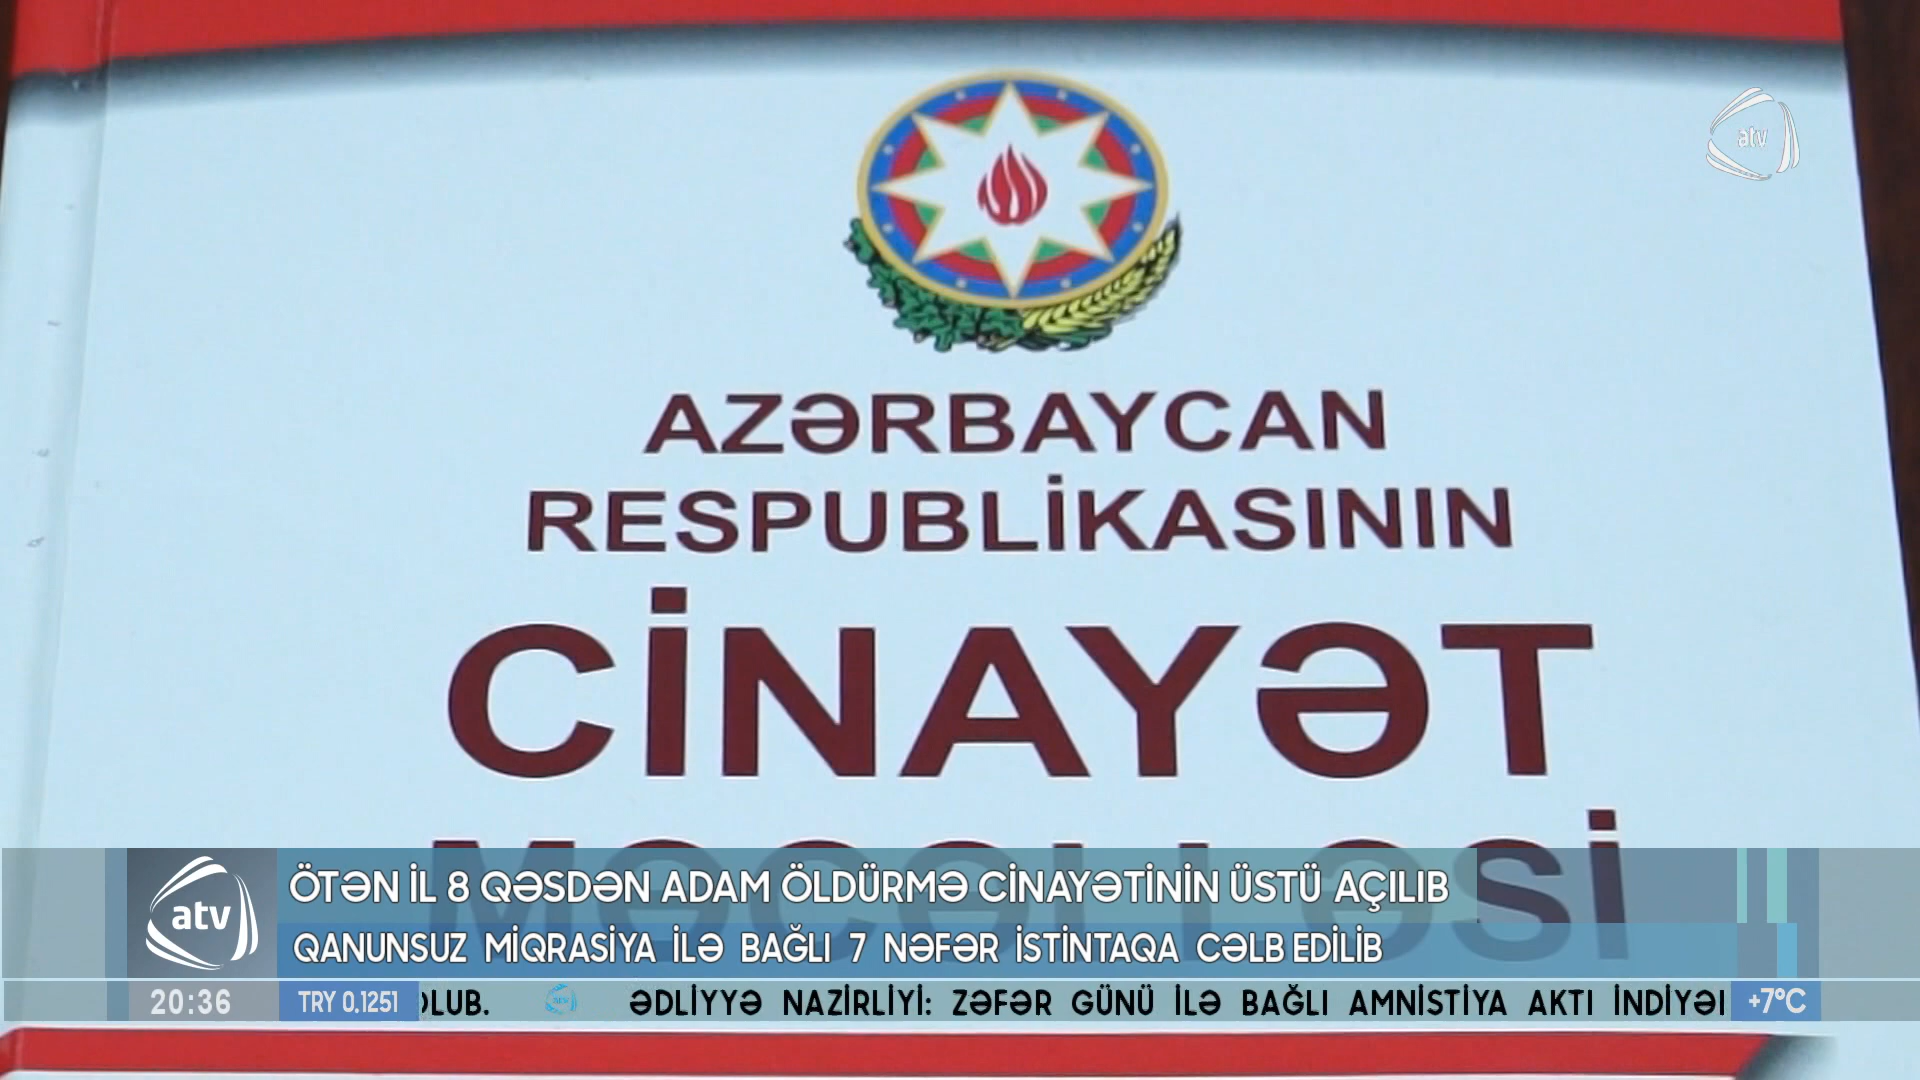 atv
AZƏRBAYCAN
RESPUBLİKASININ
CİNAYƏT
MƏCƏLLƏSİ
atv
ÖTƏN İL 8 QƏSDƏN ADAM ÖLDÜRMƏ CİNAYƏTİNİN ÜSTÜ AÇILIB
QANUNSUZ MİQRASİYA İLƏ BAĞLI 7 NƏFƏR İSTİNTAQA CƏLB EDİLİB
20:36 TRY 0.1251 OLUB. atv ƏDLİYYƏ NAZİRLİYİ: ZƏFƏR GÜNÜ İLƏ BAĞLI AMNİSTİYA AKTI İNDİYƏ +7°C